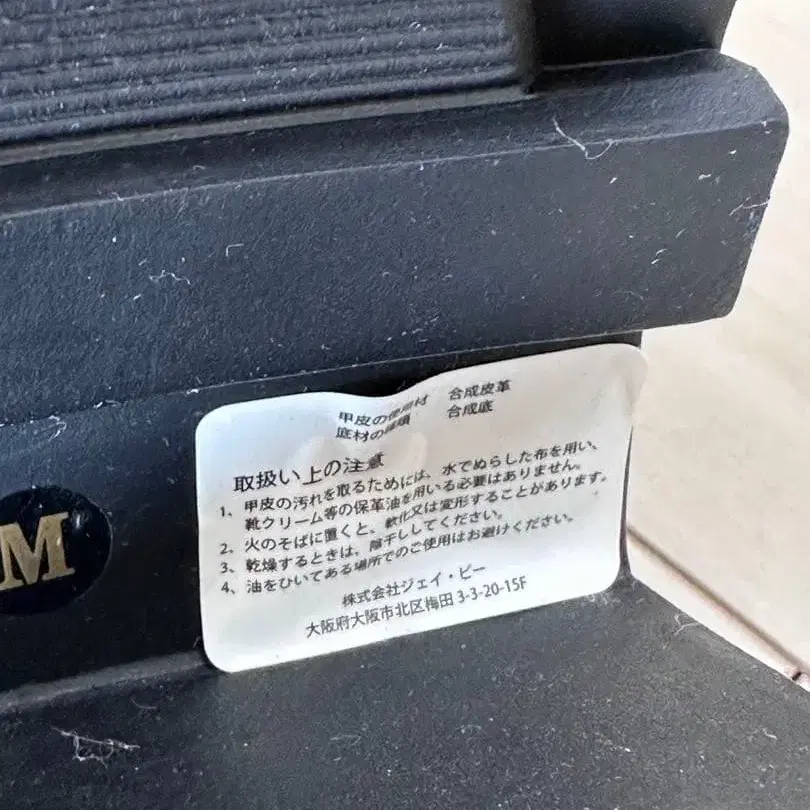 甲皮の使用材 合成皮革
底材の種類 合成底
取扱い上の注意
1、甲皮の汚れを取るためには、水でぬらした布を用い、
靴クリーム等の保革油を用いる必要はありません。
2、火のそばに置くと、軟化又は変形することがあります。
3、乾燥するときは、陰干ししてください。
4、油をひいてある場所でのご使用はお避けください。
株式会社ジェイ・ビー
大阪府大阪市北区梅田 3-3-20-15F
M